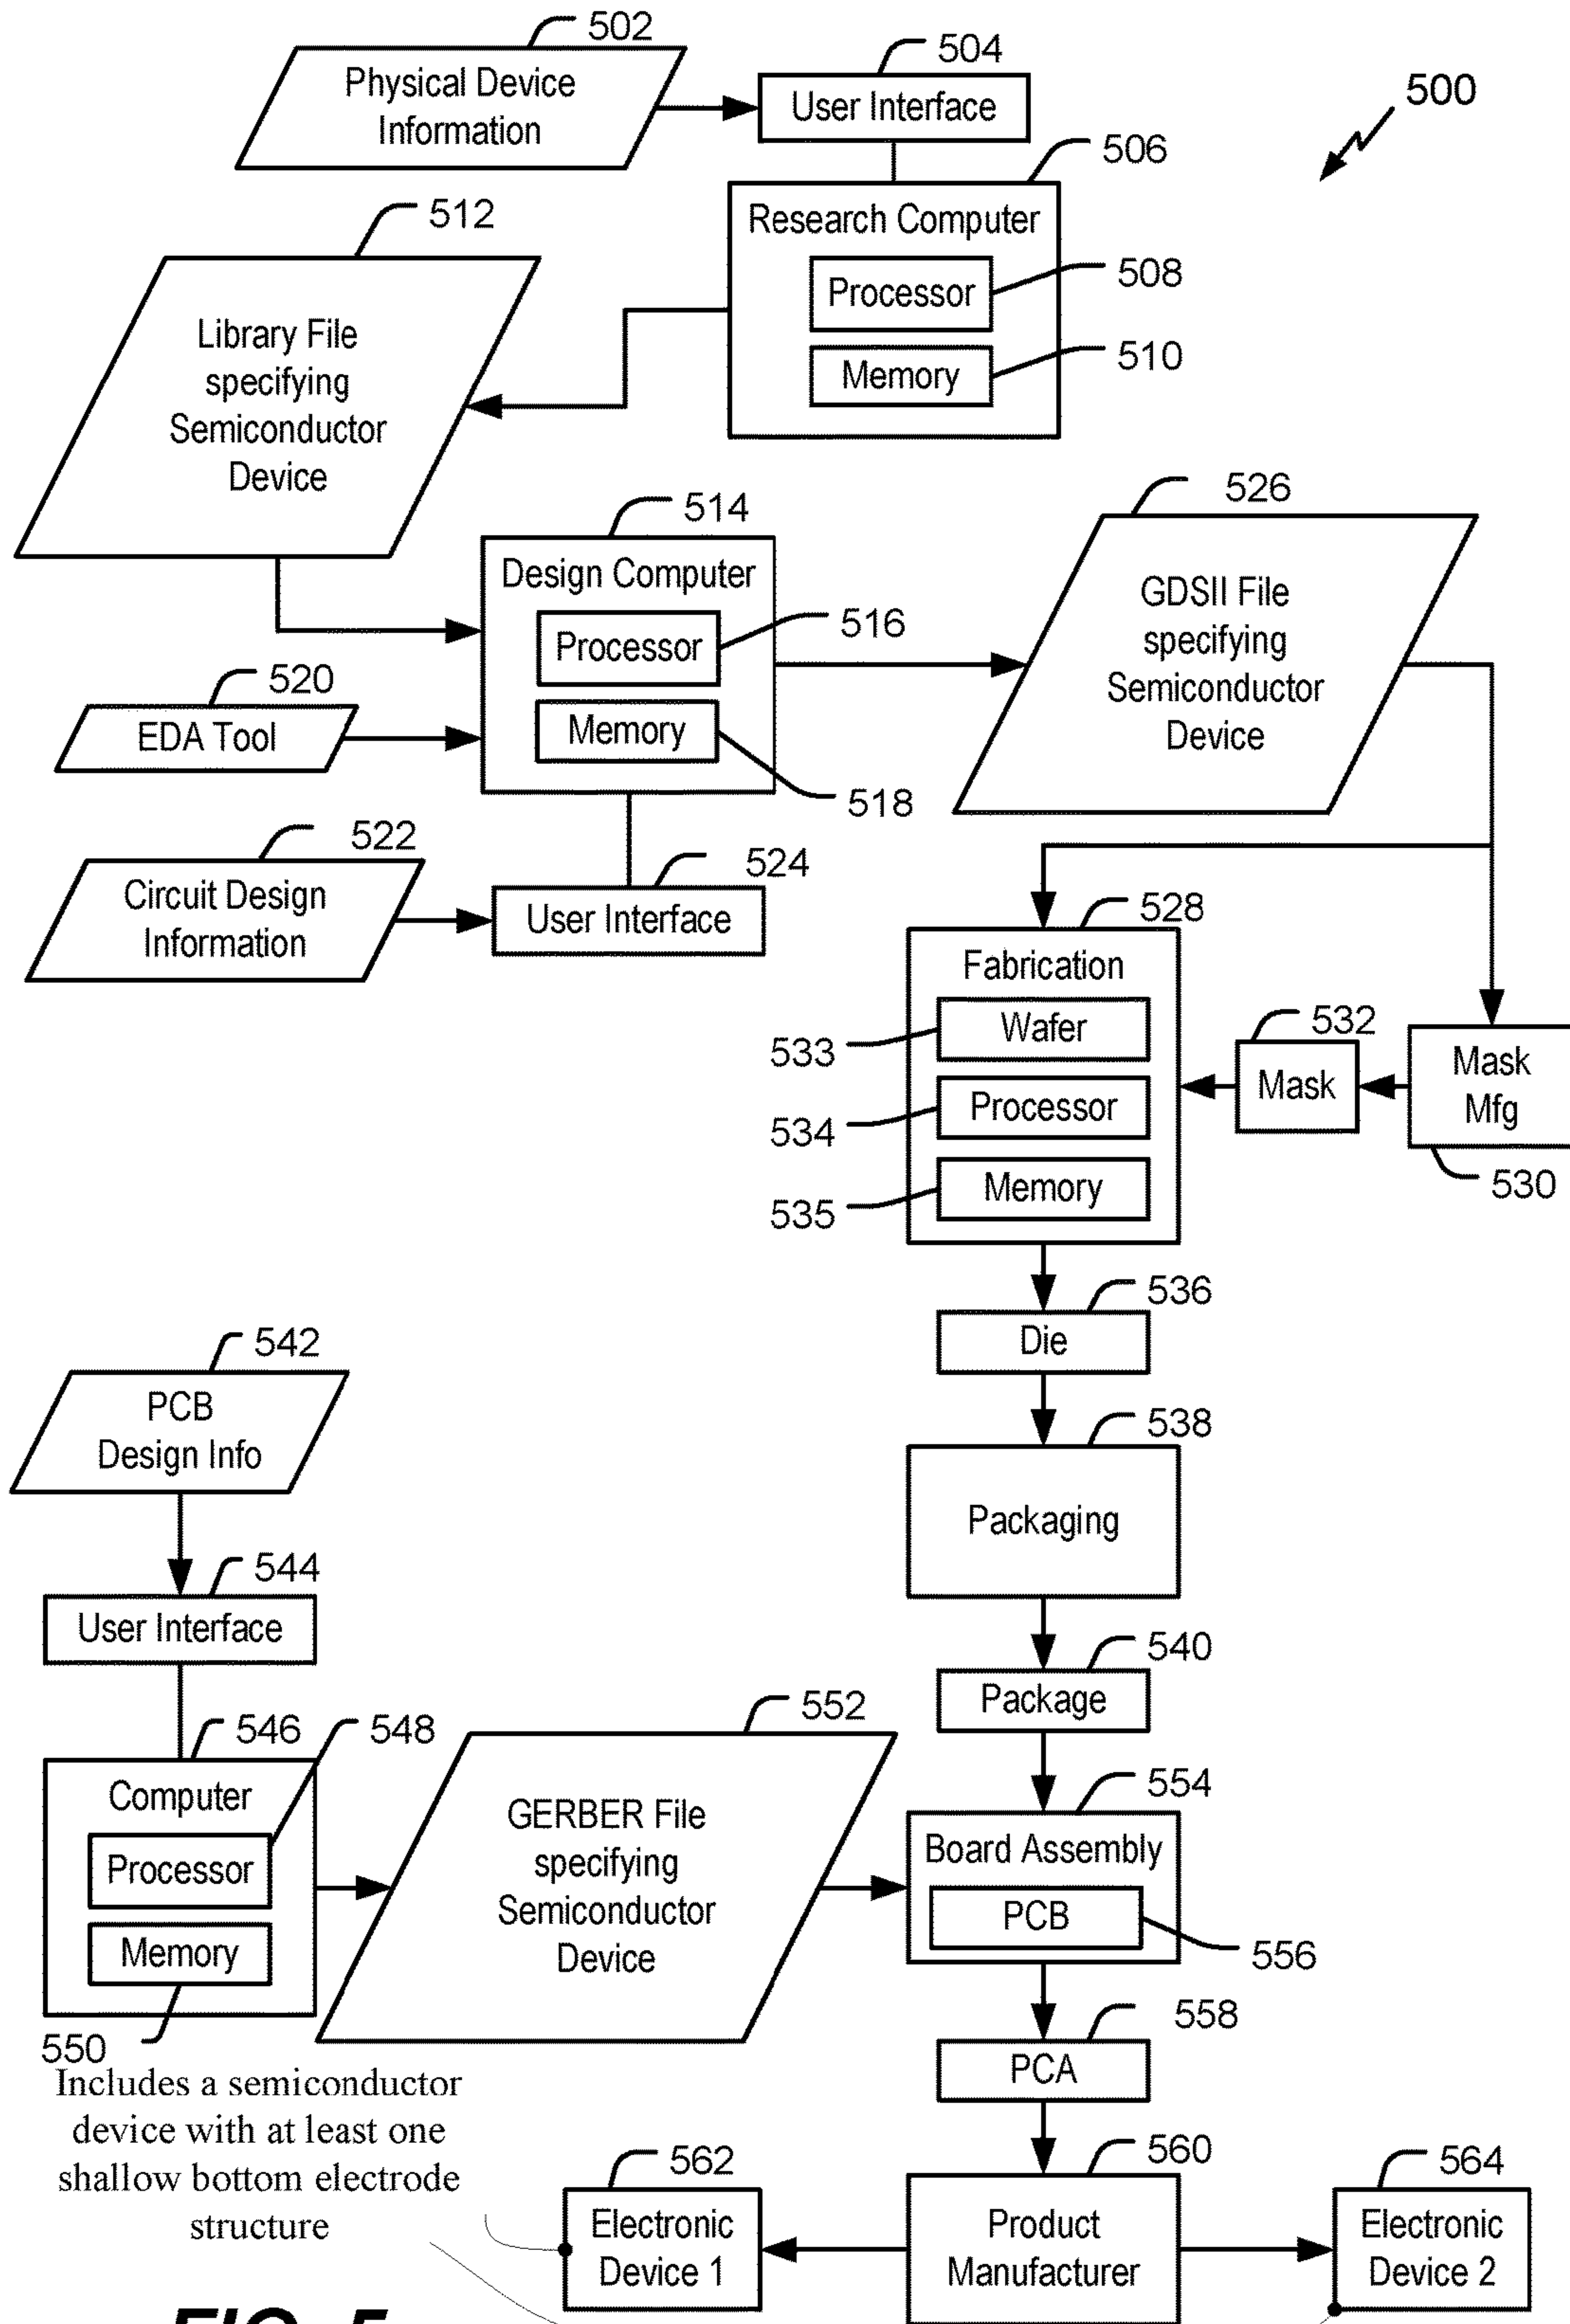 502
Physical Device
Information
504
User Interface
500
506
Research Computer
Processor
508
Memory
510
512
Library File
specifying
Semiconductor
Device
514
Design Computer
Processor
516
Memory
518
520
EDA Tool
522
Circuit Design
Information
524
User Interface
526
GDSII File
specifying
Semiconductor
Device
528
Fabrication
Wafer
533
Processor
534
Memory
535
532
Mask
Mask
Mfg
530
536
Die
538
Packaging
540
Package
542
PCB
Design Info
544
User Interface
546
Computer
548
Processor
Memory
550
552
GERBER File
specifying
Semiconductor
Device
554
Board Assembly
PCB
556
558
PCA
560
Product
Manufacturer
562
Electronic
Device 1
564
Electronic
Device 2
Includes a semiconductor
device with at least one
shallow bottom electrode
structure
FIG. 5